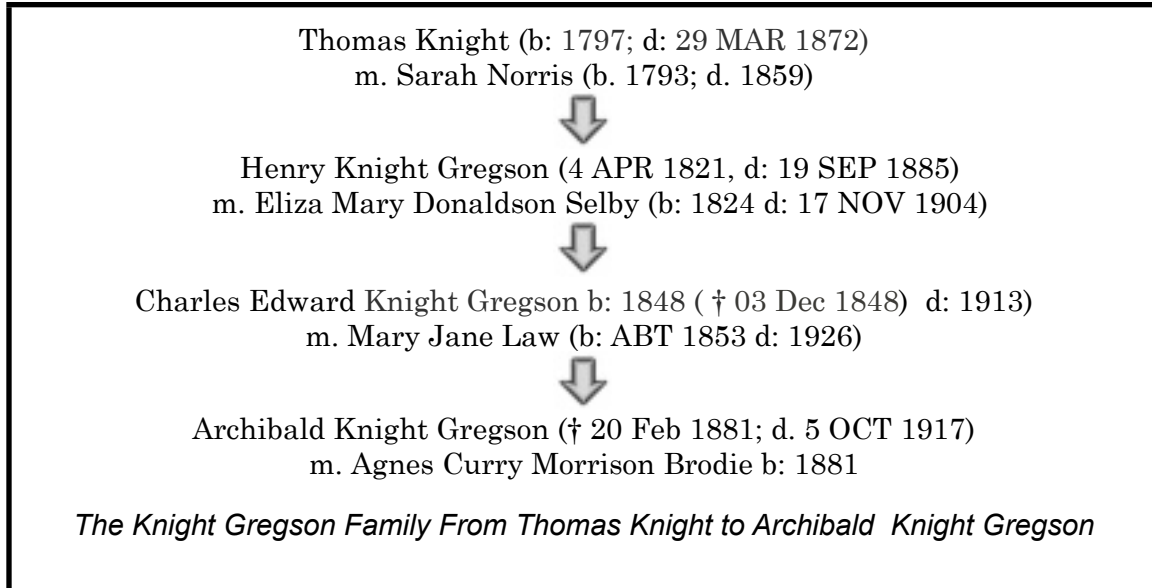 Thomas Knight (b: 1797; d: 29 MAR 1872)
m. Sarah Norris (b. 1793; d. 1859)
Henry Knight Gregson (4 APR 1821, d: 19 SEP 1885)
m. Eliza Mary Donaldson Selby (b: 1824 d: 17 NOV 1904)
Charles Edward Knight Gregson b: 1848 ( † 03 Dec 1848)  d: 1913)
m. Mary Jane Law (b: ABT 1853 d: 1926)
Archibald Knight Gregson († 20 Feb 1881; d. 5 OCT 1917)
m. Agnes Curry Morrison Brodie b: 1881
The Knight Gregson Family From Thomas Knight to Archibald  Knight Gregson